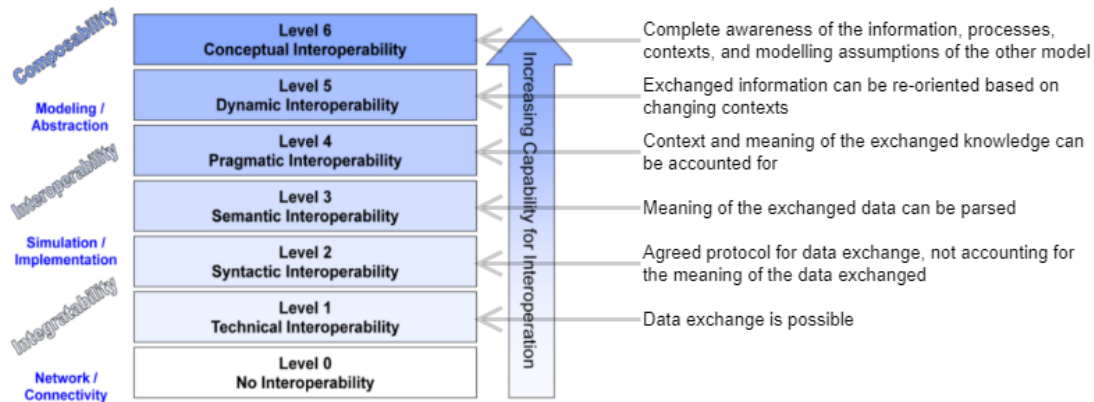 Composability
Modeling /
Abstraction
Interoperability
Simulation /
Implementation
Integratability
Network /
Connectivity
Level 6
Conceptual Interoperability
Level 5
Dynamic Interoperability
Level 4
Pragmatic Interoperability
Level 3
Semantic Interoperability
Level 2
Syntactic Interoperability
Level 1
Technical Interoperability
Level 0
No Interoperability
Increasing Capability for Interoperation
Complete awareness of the information, processes,
contexts, and modelling assumptions of the other model
Exchanged information can be re-oriented based on
changing contexts
Context and meaning of the exchanged knowledge can
be accounted for
Meaning of the exchanged data can be parsed
Agreed protocol for data exchange, not accounting for
the meaning of the data exchanged
Data exchange is possible